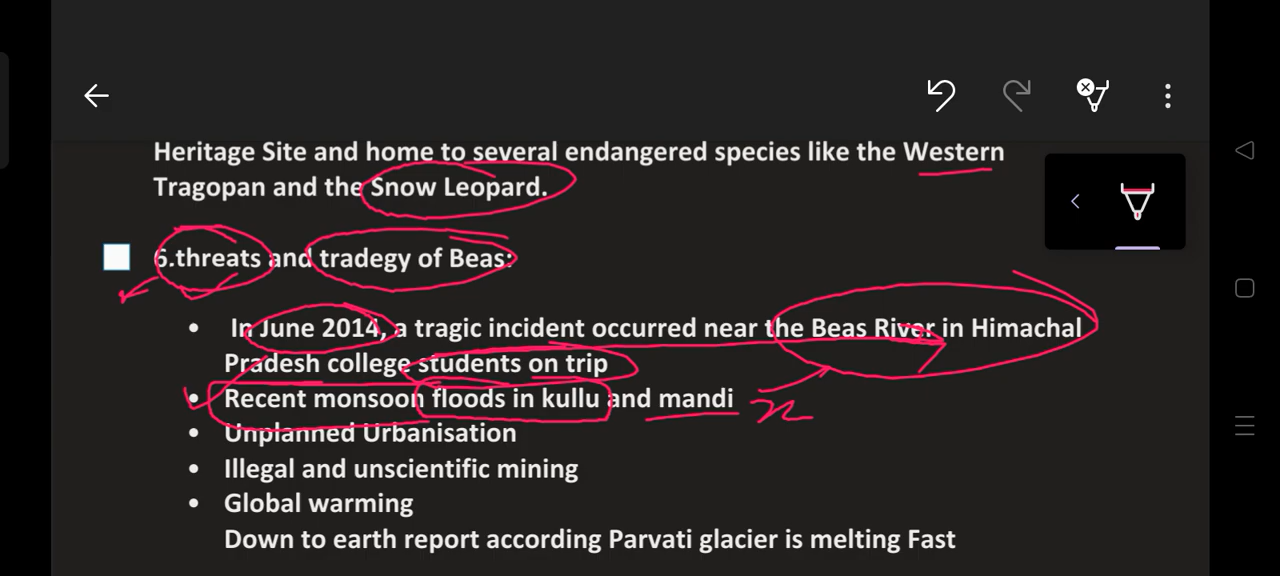 Heritage Site and home to several endangered species like the Western
Tragopan and the Snow Leopard.
6.threats and tradegy of Beas:
• In June 2014, a tragic incident occurred near the Beas River in Himachal
Pradesh college students on trip
• Recent monsoon floods in kullu and mandi
• Unplanned Urbanisation
• Illegal and unscientific mining
• Global warming
Down to earth report according Parvati glacier is melting Fast